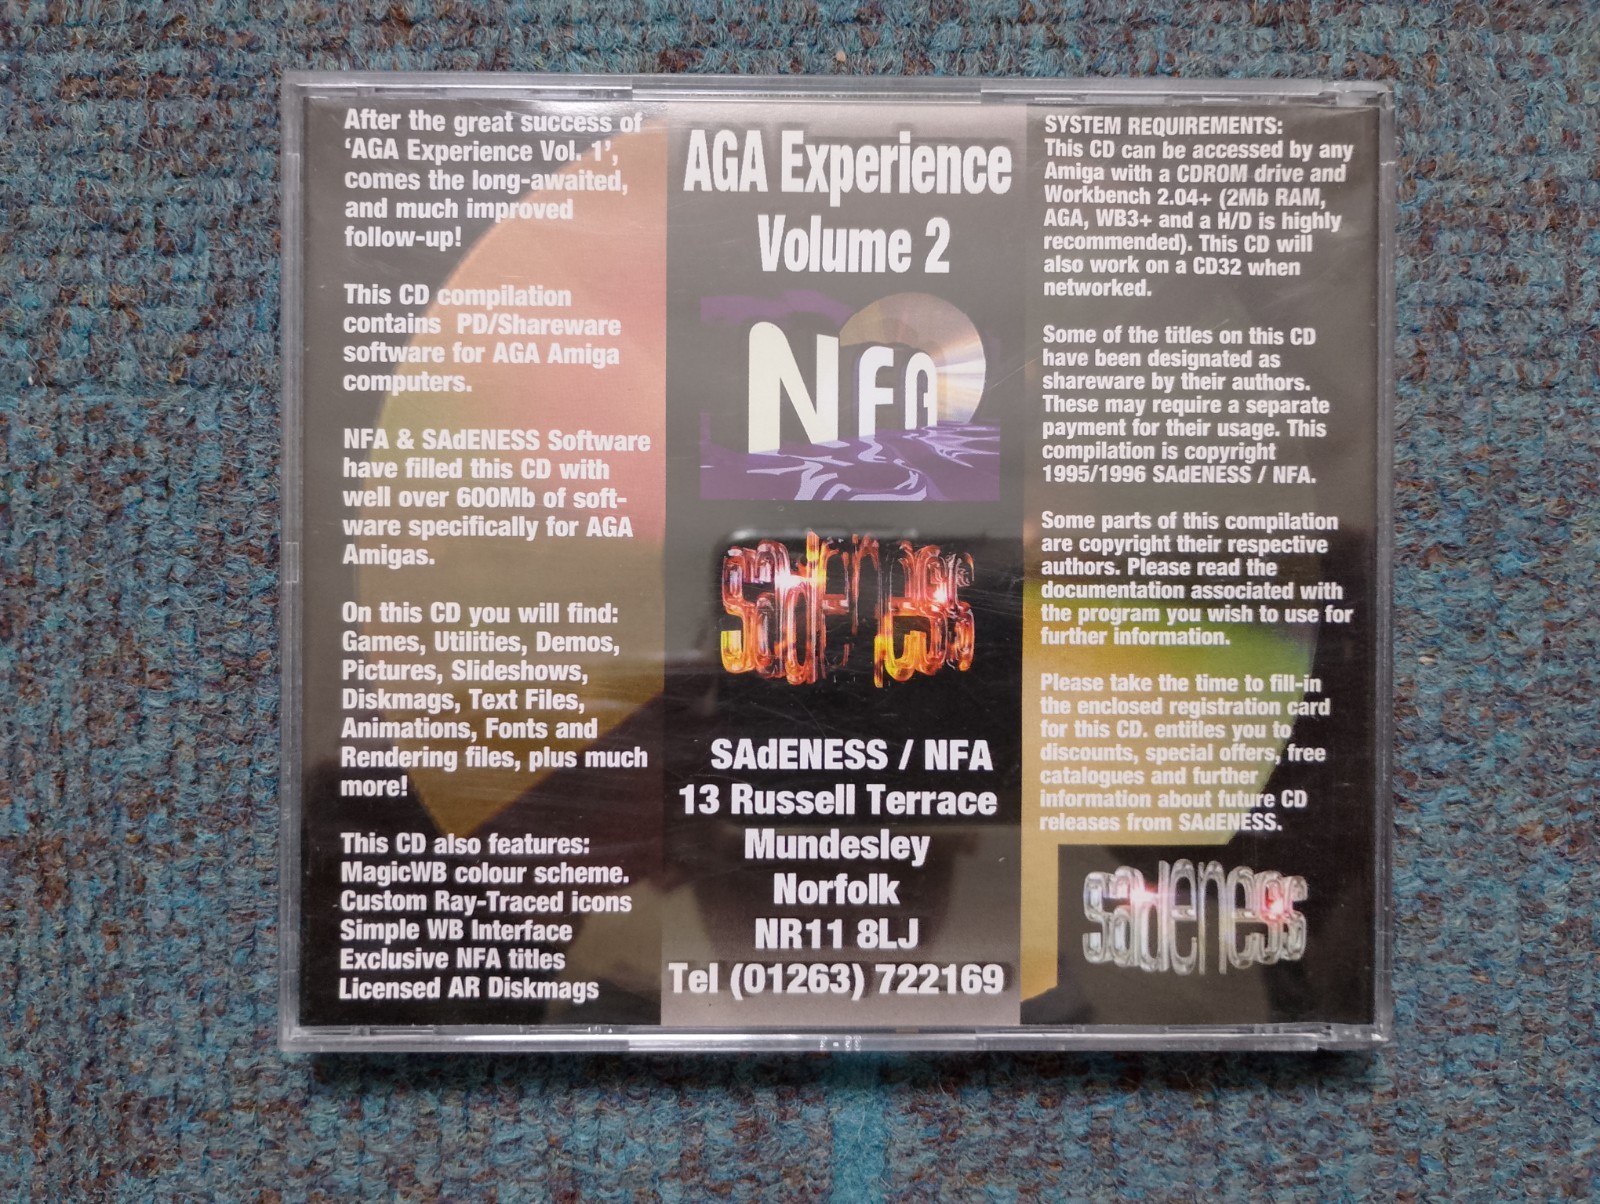 After the great success of
‘AGA Experience Vol. 1’,
comes the long-awaited,
and much improved
follow-up!
This CD compilation
contains PD/Shareware
software for AGA Amiga
computers.
NFA & SAdENESS Software
have filled this CD with
well over 600Mb of soft-
ware specifically for AGA
Amigas.
On this CD you will find:
Games, Utilities, Demos,
Pictures, Slideshows,
Diskmags, Text Files,
Animations, Fonts and
Rendering files, plus much
more!
This CD also features:
MagicWB colour scheme.
Custom Ray-Traced icons
Simple WB Interface
Exclusive NFA titles
Licensed AR Diskmags
AGA Experience
Volume 2
NFA
sadeness
SAdENESS / NFA
13 Russell Terrace
Mundesley
Norfolk
NR11 8LJ
Tel (01263) 722169
SYSTEM REQUIREMENTS:
This CD can be accessed by any
Amiga with a CDROM drive and
Workbench 2.04+ (2Mb RAM,
AGA, WB3+ and a H/D is highly
recommended). This CD will
also work on a CD32 when
networked.
Some of the titles on this CD
have been designated as
shareware by their authors.
These may require a separate
payment for their usage. This
compilation is copyright
1995/1996 SAdENESS / NFA.
Some parts of this compilation
are copyright their respective
authors. Please read the
documentation associated with
the program you wish to use for
further information.
Please take the time to fill-in
the enclosed registration card
for this CD. entitles you to
discounts, special offers, free
catalogues and further
information about future CD
releases from SAdENESS.
sadeness